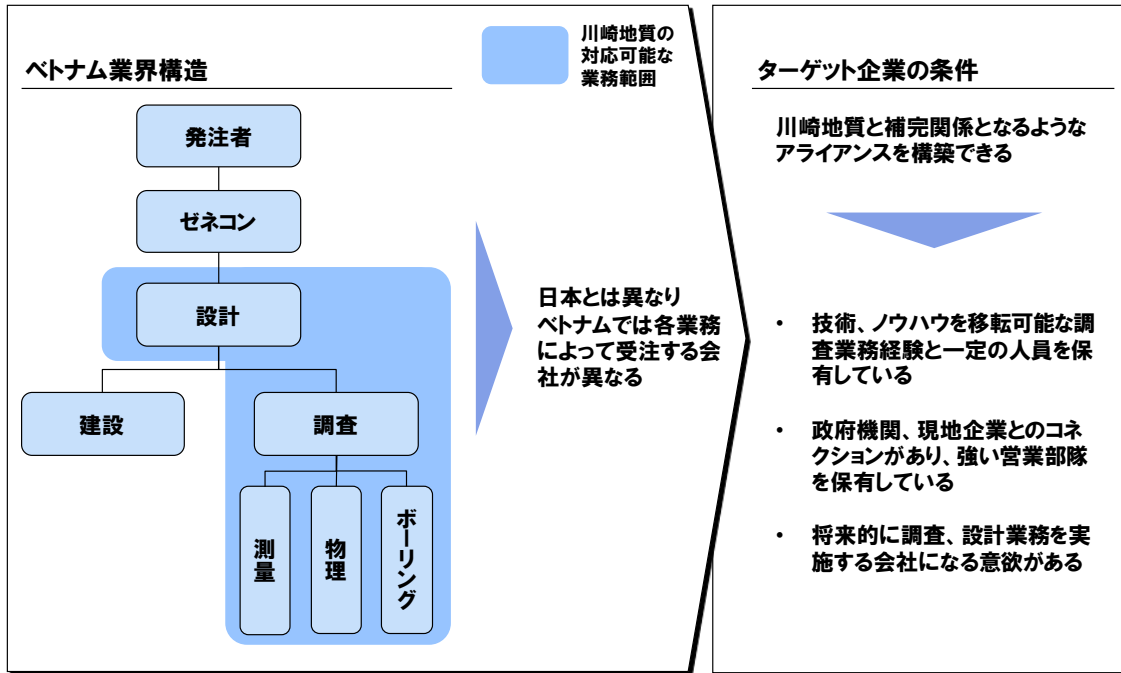 ベトナム業界構造
川崎地質の
対応可能な
業務範囲
発注者
ゼネコン
設計
建設
調査
測量
物理
ボーリング
日本とは異なり
ベトナムでは各業務
によって受注する会
社が異なる
ターゲット企業の条件
川崎地質と補完関係となるような
アライアンスを構築できる
• 技術、ノウハウを移転可能な調
査業務経験と一定の人員を保
有している
• 政府機関、現地企業とのコネ
クションがあり、強い営業部隊
を保有している
• 将来的に調査、設計業務を実
施する会社になる意欲がある